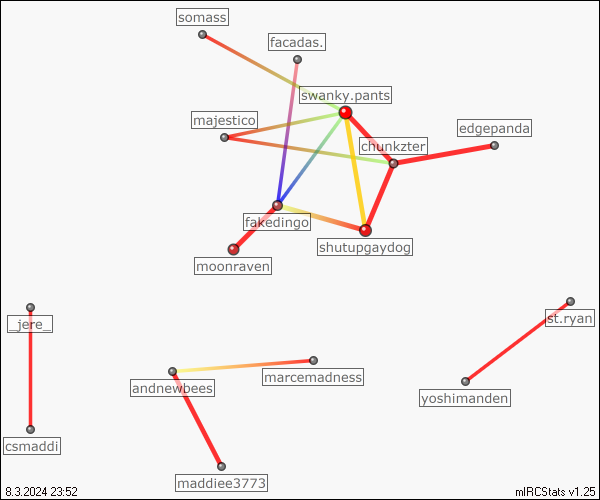 somass
facadas.
swanky.pants
majestico
edgepanda
chunkzter
fakedingo
shutupgaydog
moonraven
_jere_
st.ryan
marcemadness
andnewbees
yoshimanden
csmaddi
maddiee3773
8.3.2024 23:52
mIRCStats v1.25